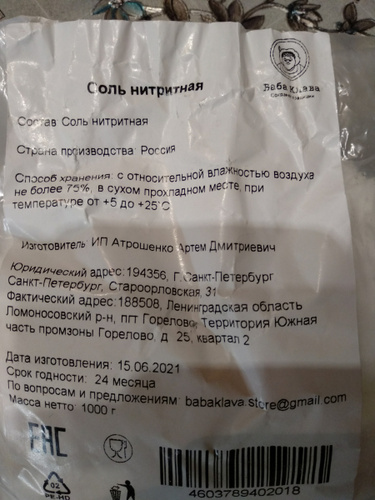 Баба Клава
Соль нитритная
Состав: Соль нитритная
Страна производства: Россия
Способ хранения: с относительной влажностью воздуха
не более 75%, в сухом прохладном месте, при
температуре от +5 до +25°C
Изготовитель ИП Атрошенко Артем Дмитриевич
Юридический адрес:194356, Г.Санкт-Петербург
Санкт-Петербург, Староорловская, 31
Фактический адрес:188508, Ленинградская область
Ломоносовский р-н, пгт Горелово, Территория Южная
часть промзоны Горелово, д 25, квартал 2
Дата изготовления: 15.06.2021
Срок годности: 24 месяца
По вопросам и предложениям: babaklava.store@gmail.com
Масса нетто: 1000 г
EAC
02
PE-HD
4603789402018